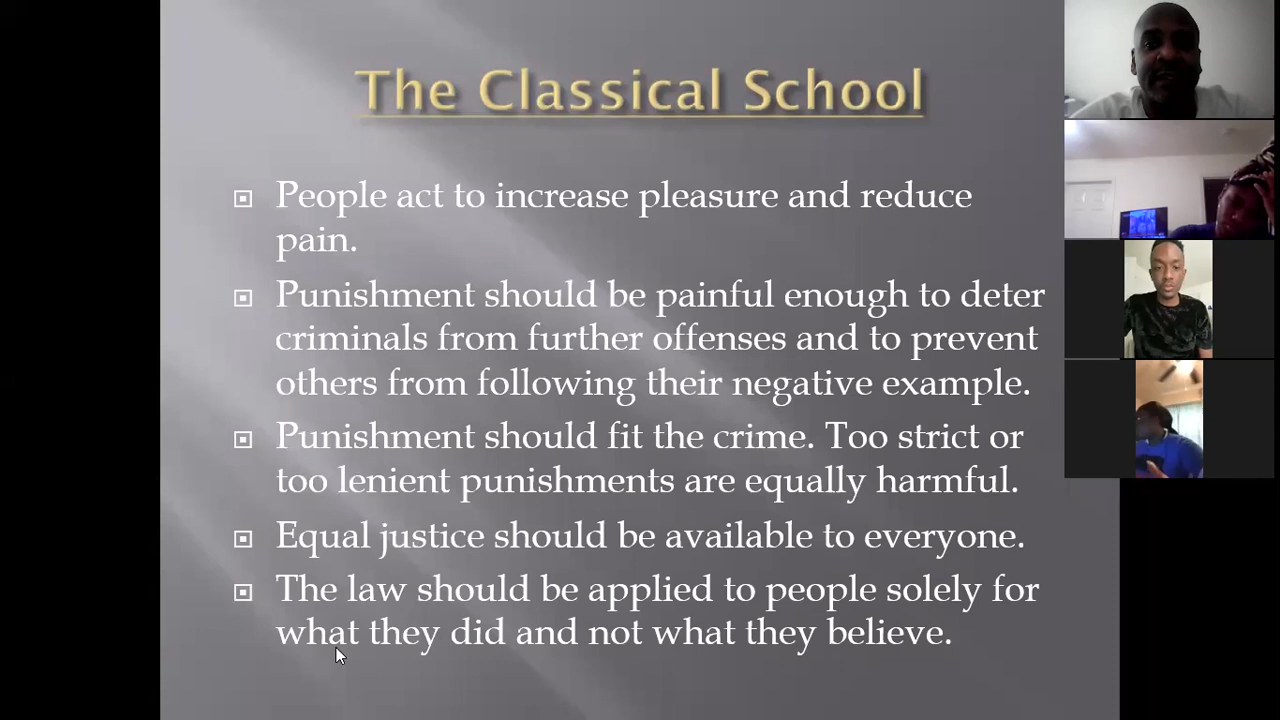 The Classical School
People act to increase pleasure and reduce
pain.
Punishment should be painful enough to deter
criminals from further offenses and to prevent
others from following their negative example.
Punishment should fit the crime. Too strict or
too lenient punishments are equally harmful.
Equal justice should be available to everyone.
The law should be applied to people solely for
what they did and not what they believe.